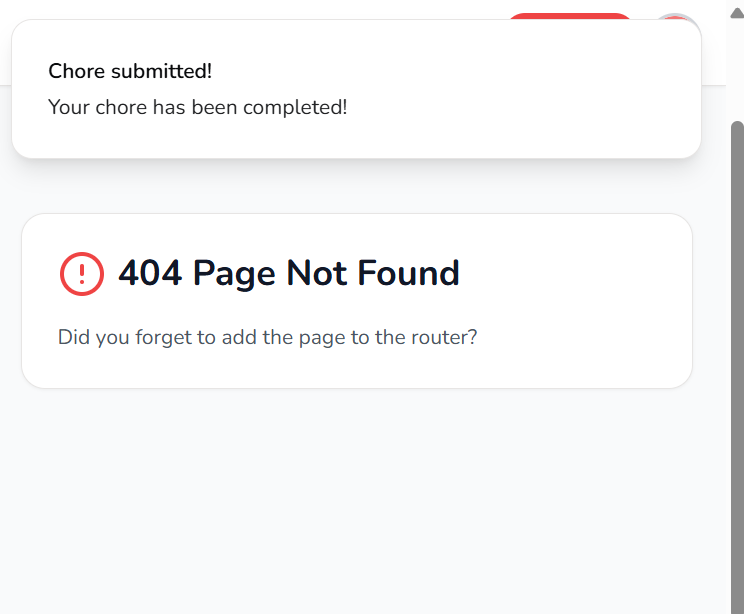 Chore submitted!
Your chore has been completed!
404 Page Not Found
Did you forget to add the page to the router?